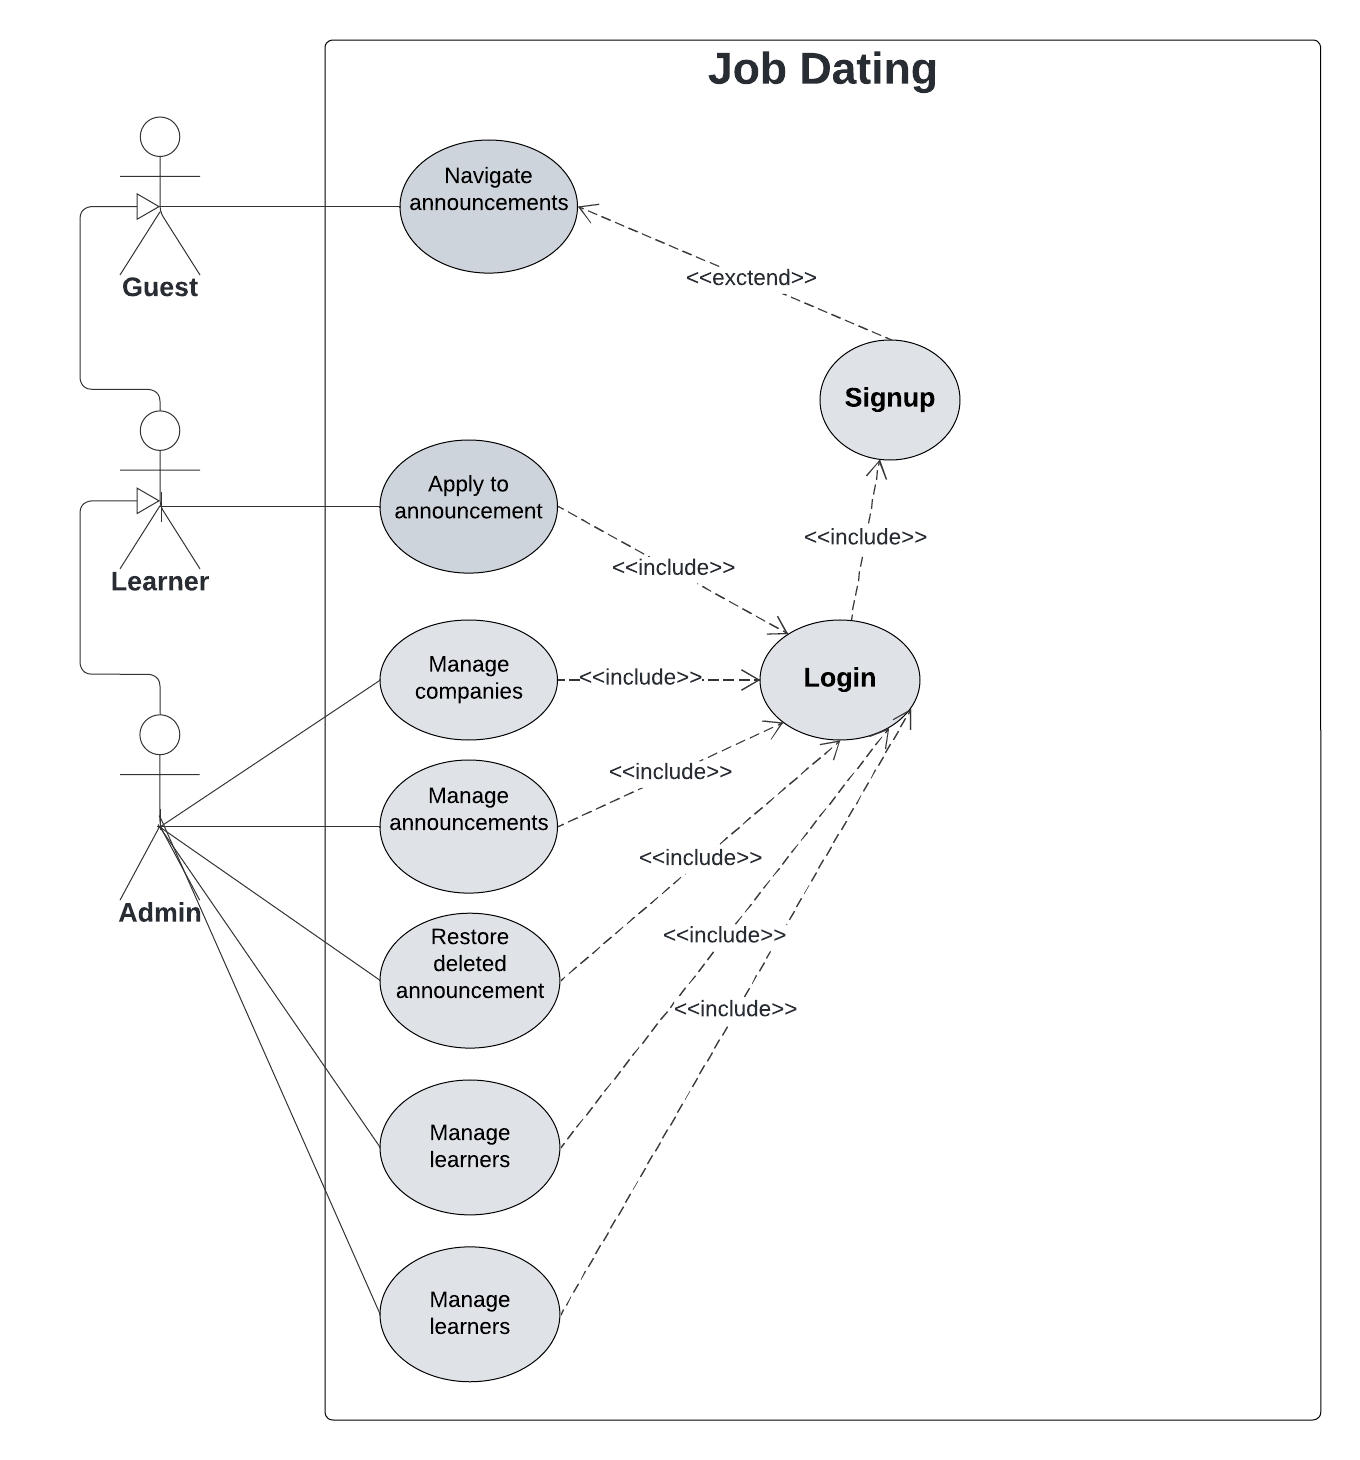 Job Dating
Navigate
announcements
<<exctend>>
Guest
Signup
Apply to
announcement
<<include>>
<<include>>
Learner
Manage
companies
<<include>>
Login
Manage
announcements
<<include>>
<<include>>
Admin
Restore
deleted
announcement
<<include>>
<<include>>
Manage
learners
Manage
learners